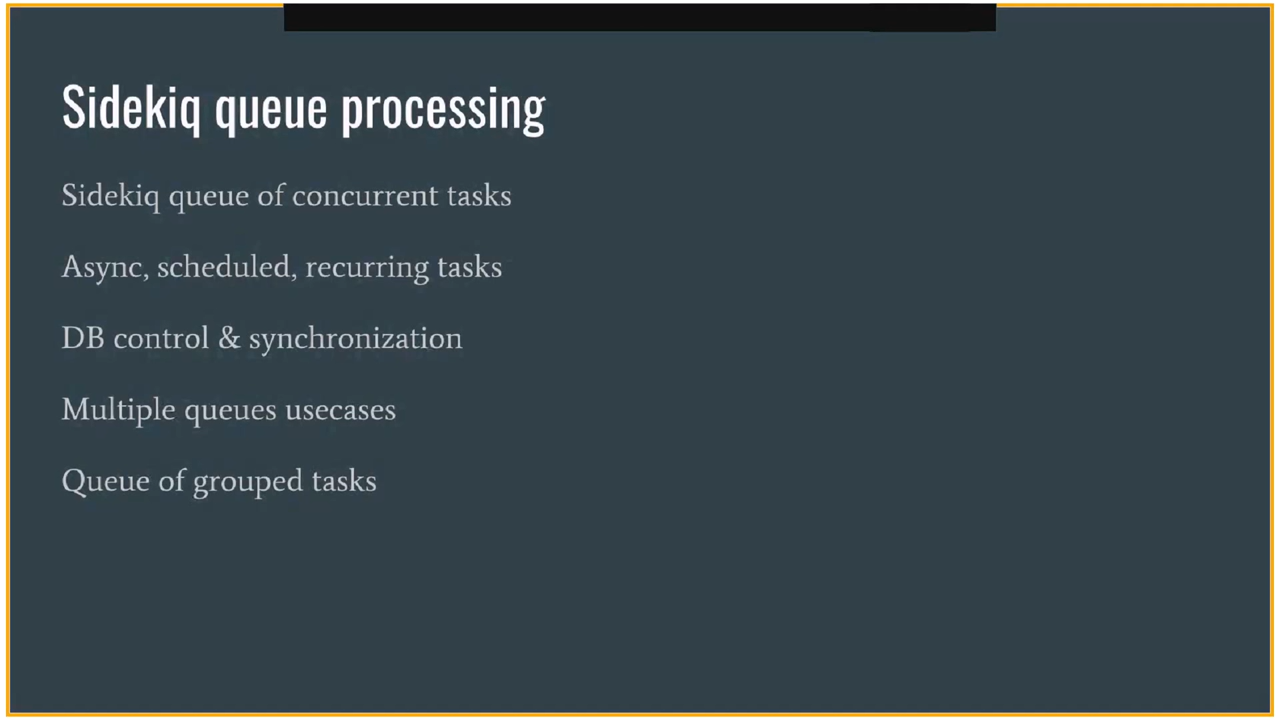 Sidekiq queue processing
Sidekiq queue of concurrent tasks
Async, scheduled, recurring tasks
DB control & synchronization
Multiple queues usecases
Queue of grouped tasks